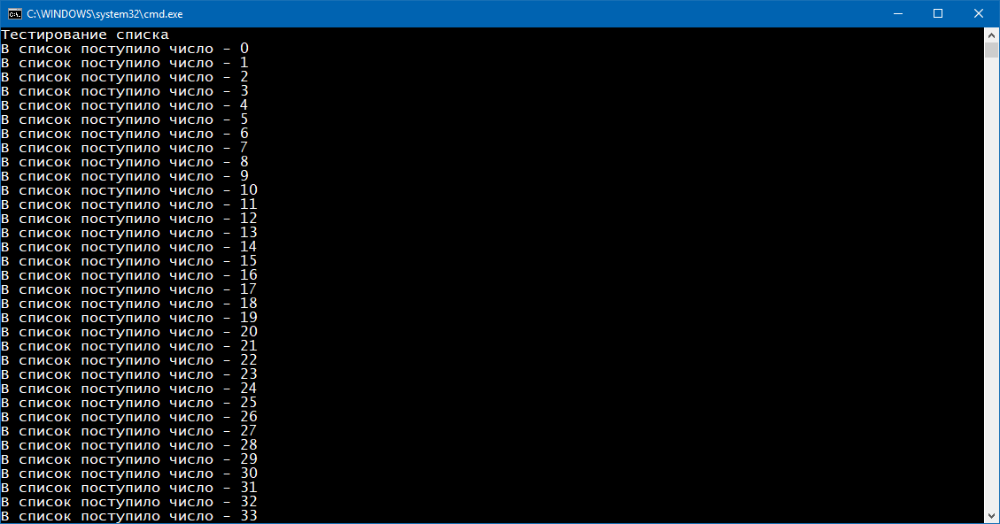 C:\WINDOWS\system32\cmd.exe
Тестирование списка
В список поступило число - 0
В список поступило число - 1
В список поступило число - 2
В список поступило число - 3
В список поступило число - 4
В список поступило число - 5
В список поступило число - 6
В список поступило число - 7
В список поступило число - 8
В список поступило число - 9
В список поступило число - 10
В список поступило число - 11
В список поступило число - 12
В список поступило число - 13
В список поступило число - 14
В список поступило число - 15
В список поступило число - 16
В список поступило число - 17
В список поступило число - 18
В список поступило число - 19
В список поступило число - 20
В список поступило число - 21
В список поступило число - 22
В список поступило число - 23
В список поступило число - 24
В список поступило число - 25
В список поступило число - 26
В список поступило число - 27
В список поступило число - 28
В список поступило число - 29
В список поступило число - 30
В список поступило число - 31
В список поступило число - 32
В список поступило число - 33